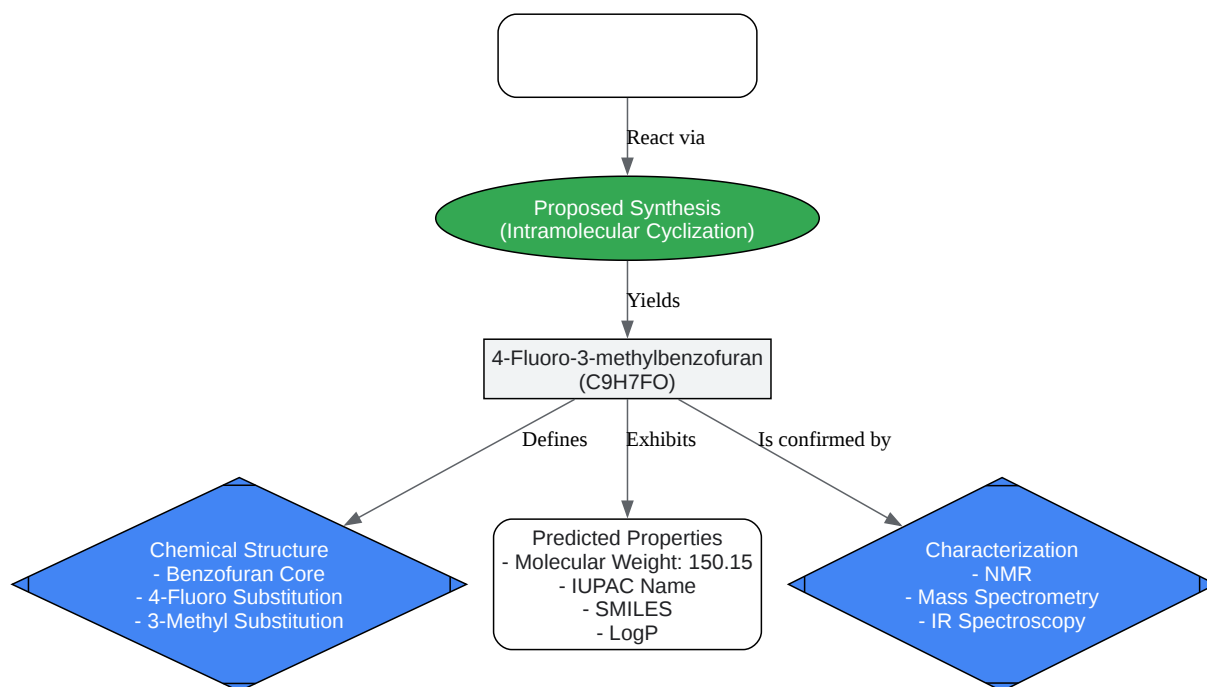 React via
Proposed Synthesis
(Intramolecular Cyclization)
Yields
4-Fluoro-3-methylbenzofuran
(C9H7FO)
Defines
Exhibits
Is confirmed by
Chemical Structure
- Benzofuran Core
- 4-Fluoro Substitution
- 3-Methyl Substitution
Predicted Properties
- Molecular Weight: 150.15
- IUPAC Name
- SMILES
- LogP
Characterization
- NMR
- Mass Spectrometry
- IR Spectroscopy